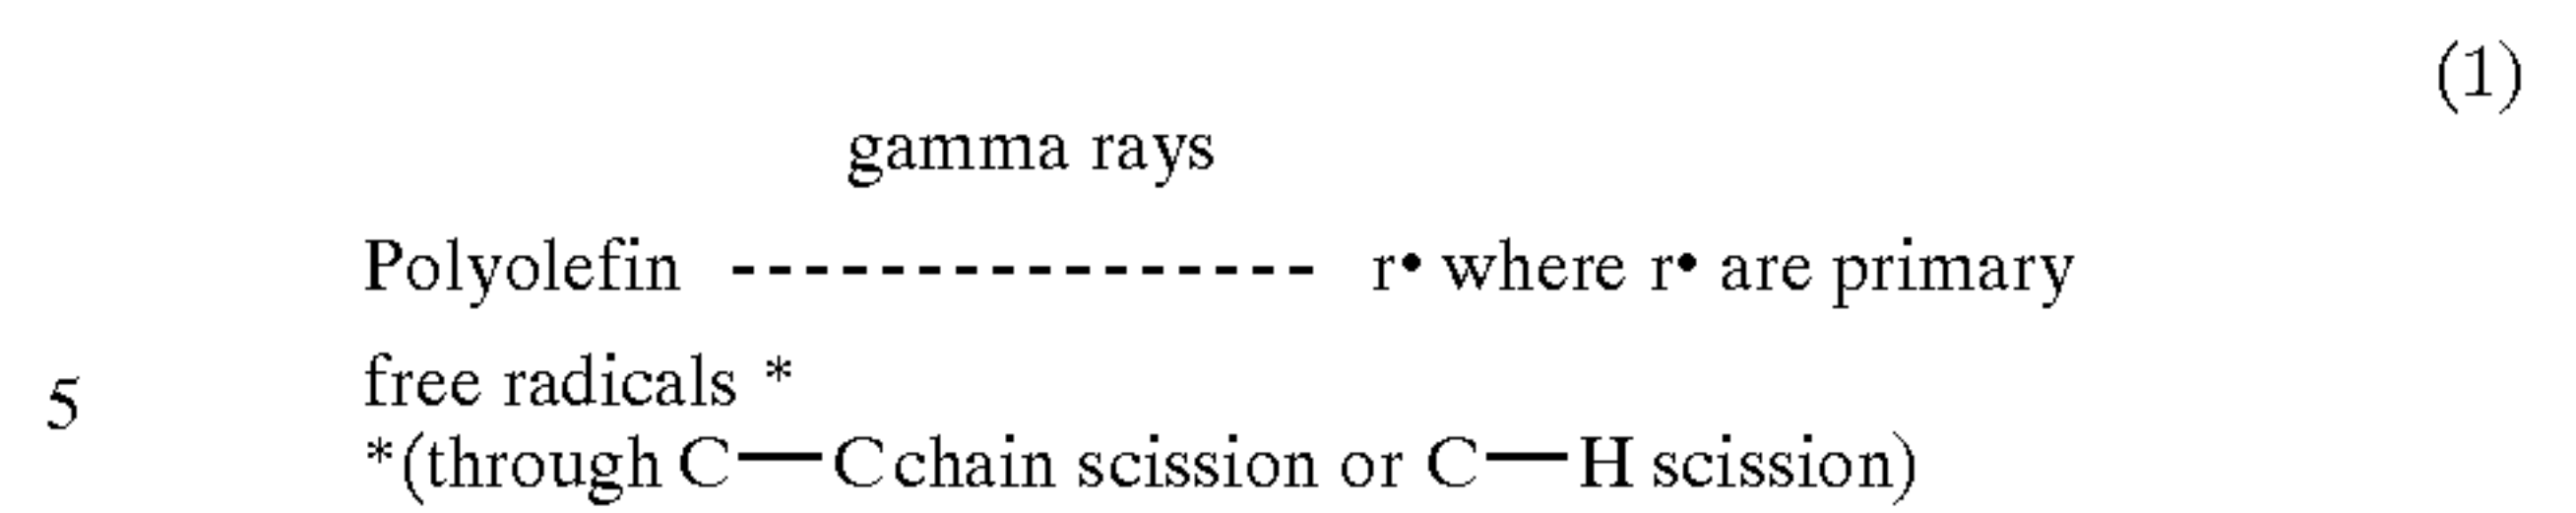 (1)
gamma rays
Polyolefin ---------------- r• where r• are primary
free radicals *
5
*(through C—C chain scission or C—H scission)